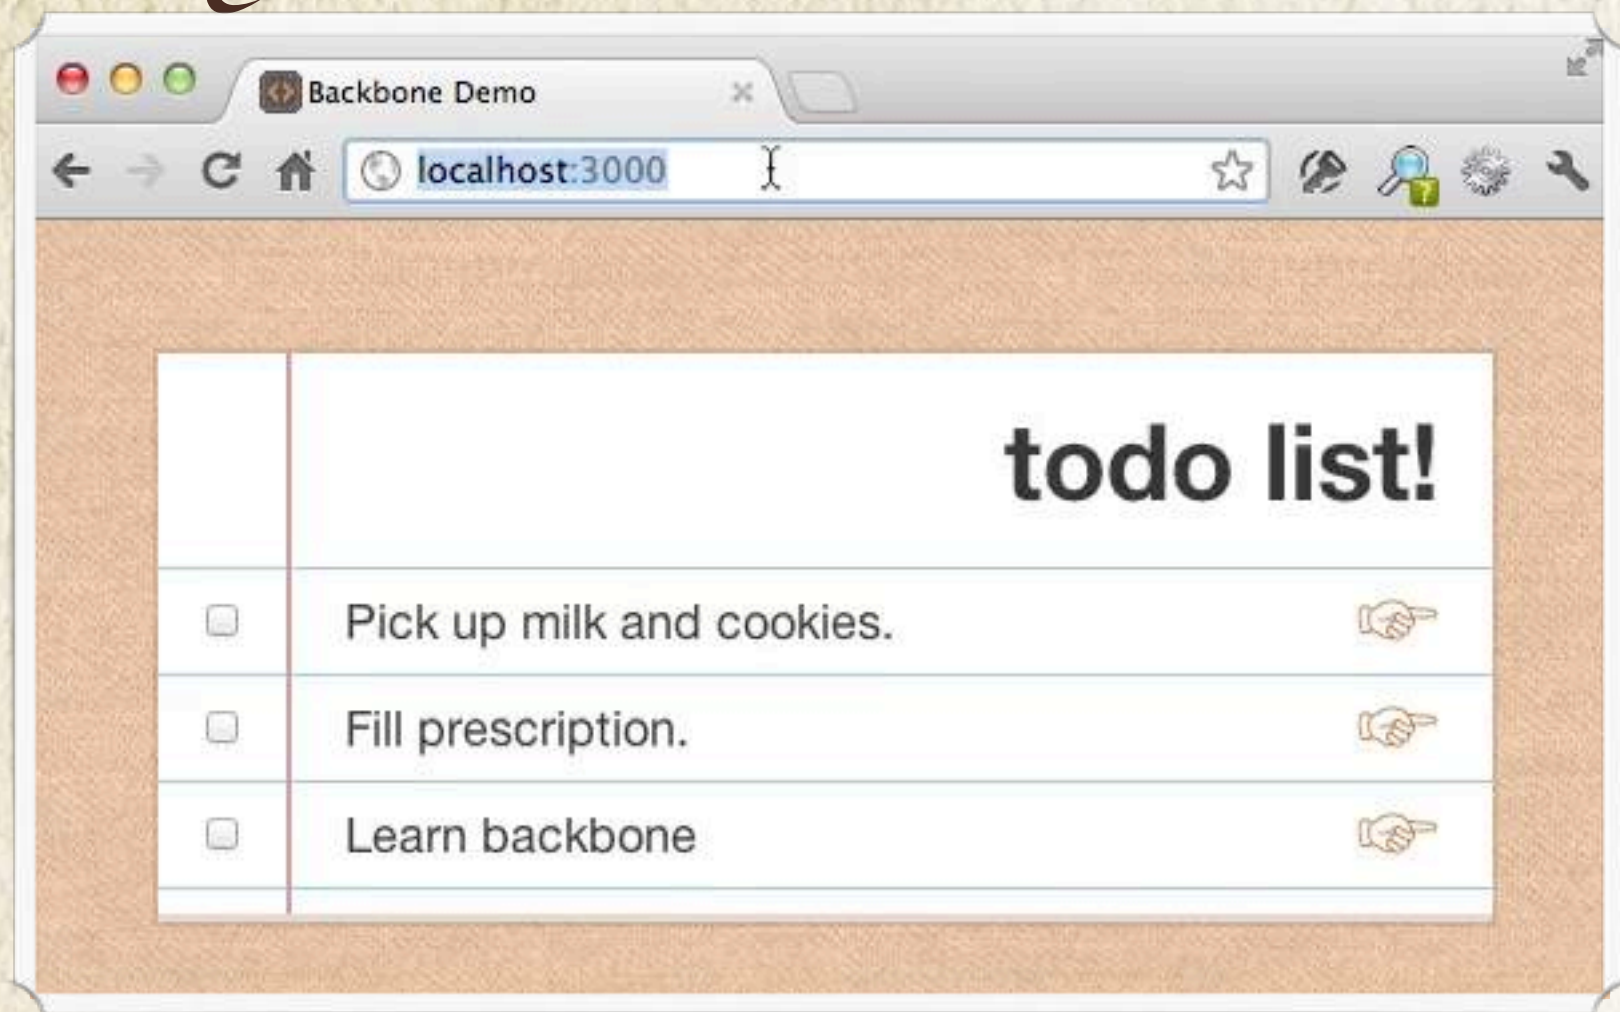 Backbone Demo
localhost:3000
todo list!
Pick up milk and cookies.
Fill prescription.
Learn backbone